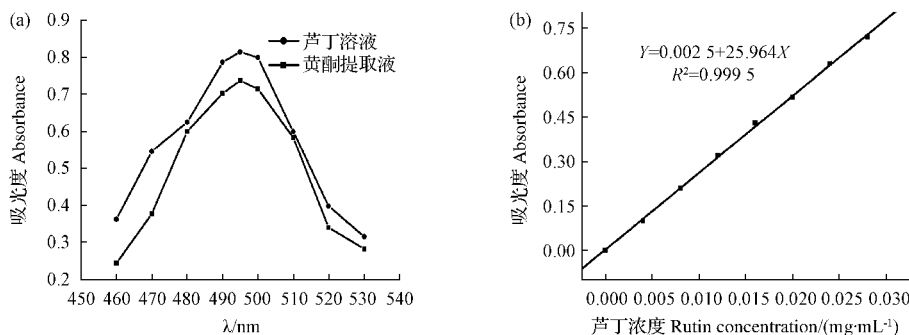 (a)
0.9
0.8
0.7
0.6
0.5
0.4
0.3
0.2
吸光度 Absorbance
芦丁溶液
黄酮提取液
450 460 470 480 490 500 510 520 530 540
λ/nm
(b)
0.75
0.60
0.45
0.30
0.15
0.00
吸光度 Absorbance
Y=0.002 5+25.964X
R²=0.999 5
0.000 0.005 0.010 0.015 0.020 0.025 0.030
芦丁浓度 Rutin concentration/(mg·mL⁻¹)